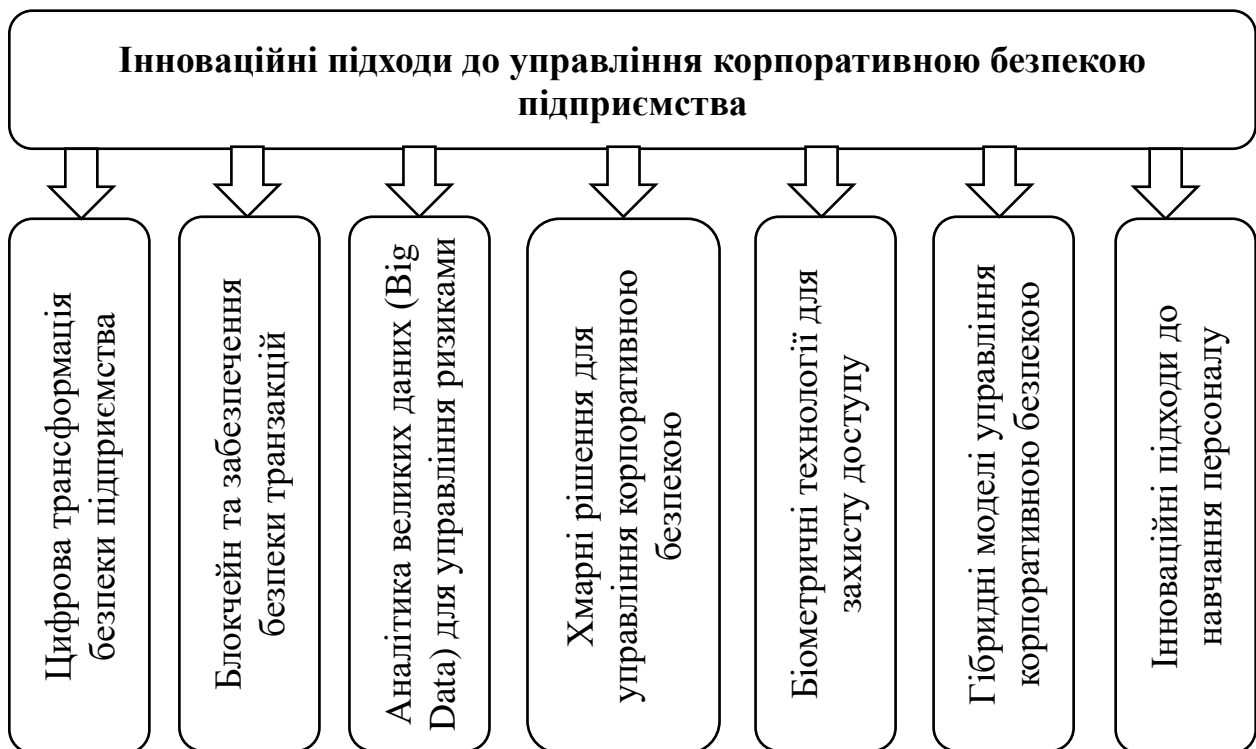 Інноваційні підходи до управління корпоративною безпекою
підприємства
Цифрова трансформація
безпеки підприємства
Блокчейн та забезпечення
безпеки транзакцій
Аналітика великих даних (Big
Data) для управління ризиками
Хмарні рішення для
управління корпоративною
безпекою
Біометричні технології для
захисту доступу
Гібридні моделі управління
корпоративною безпекою
Інноваційні підходи до
навчання персоналу